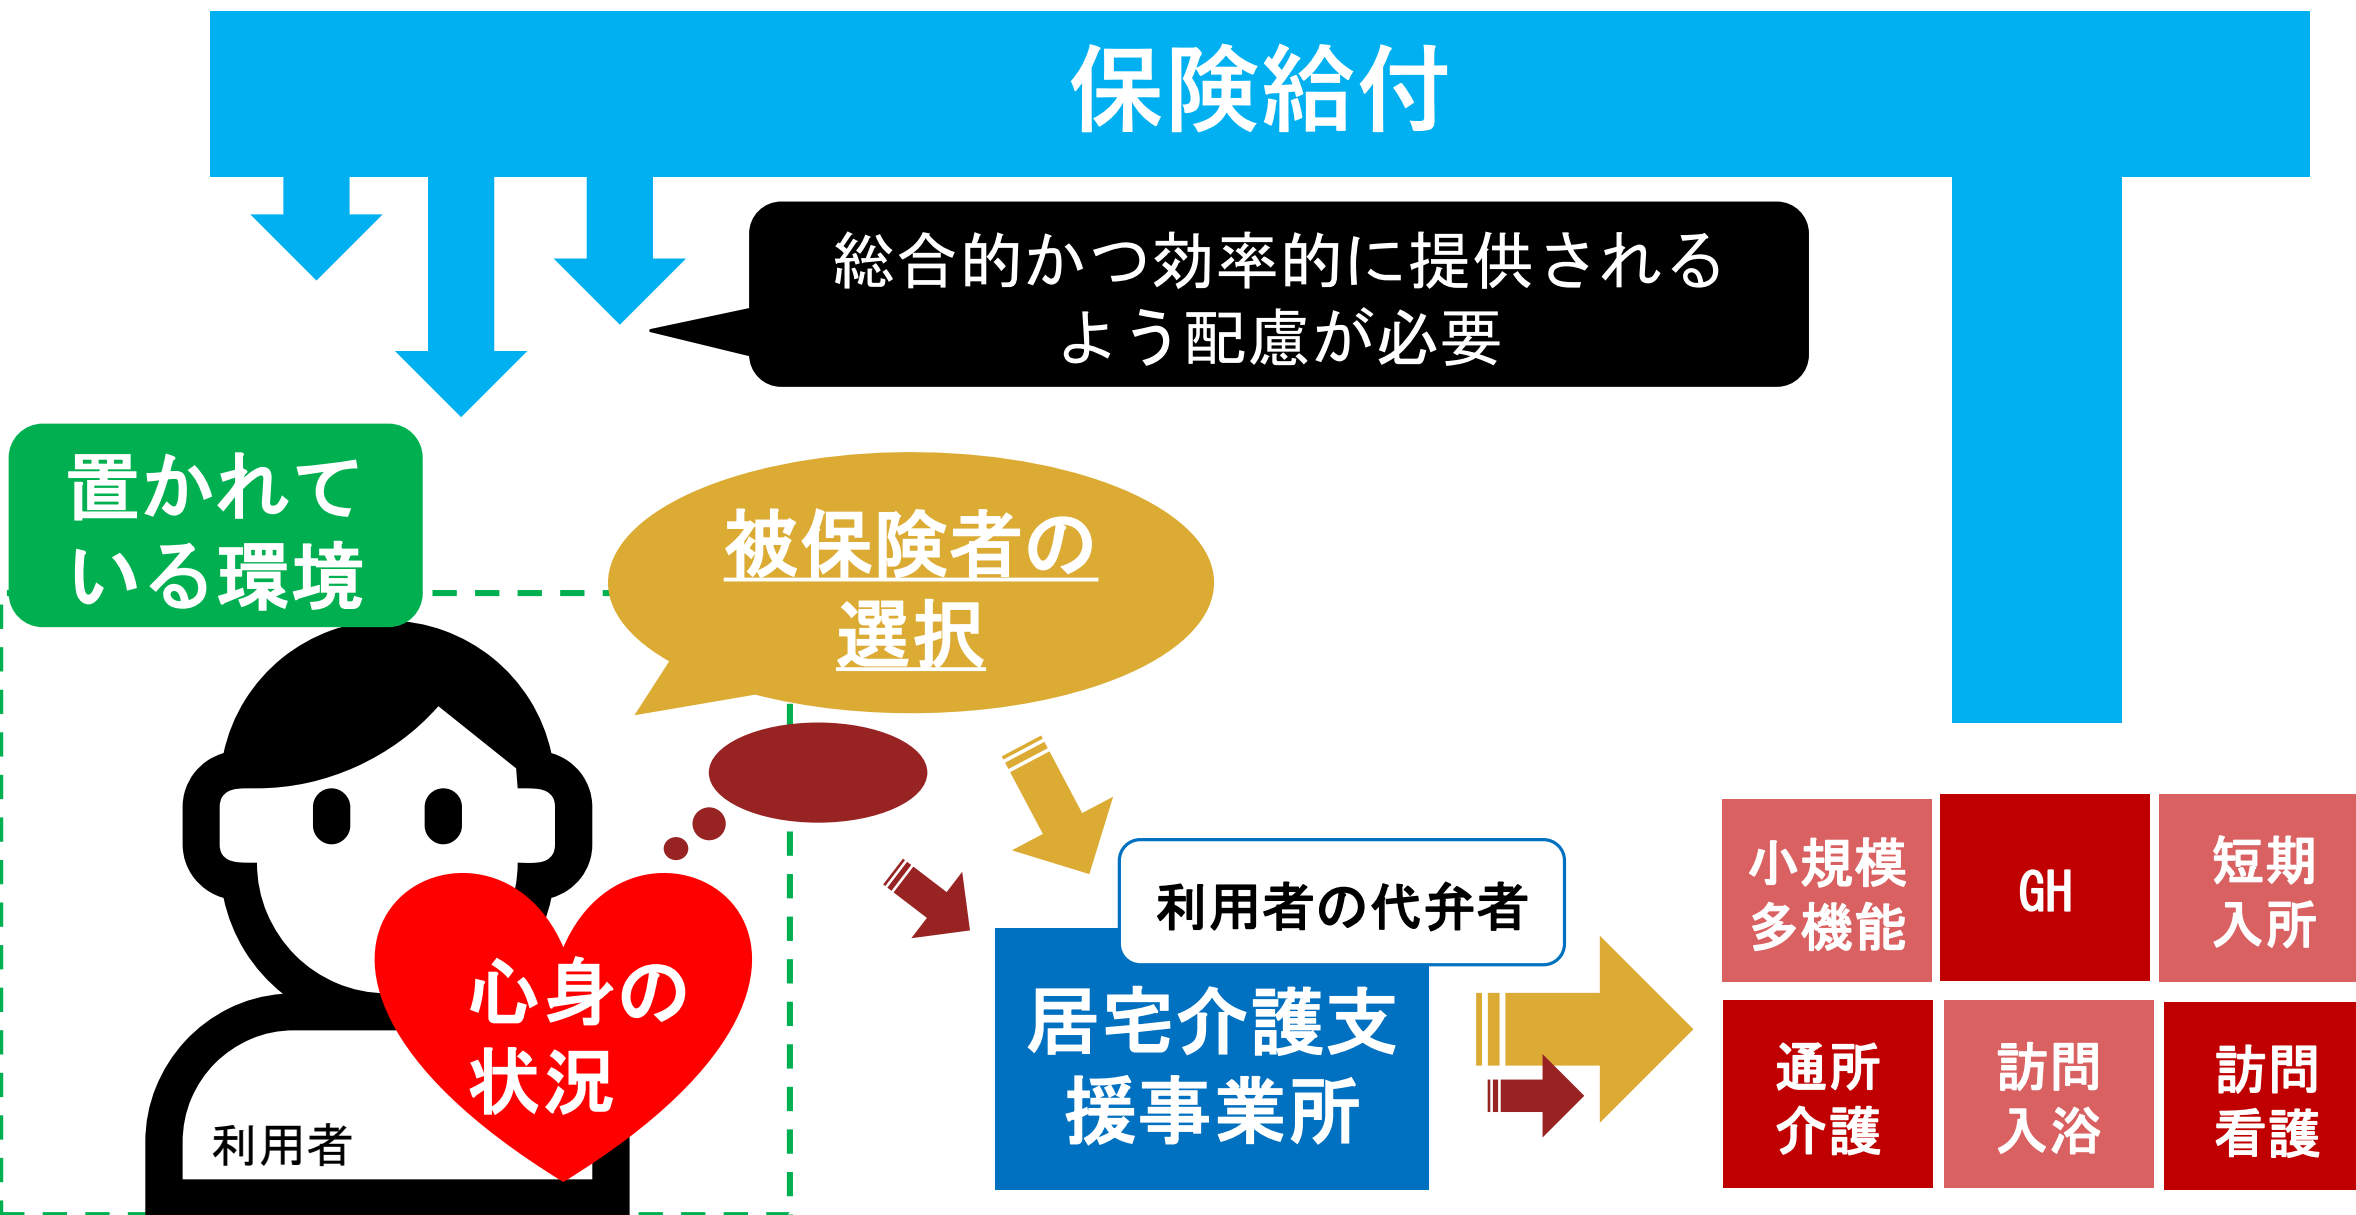 保険給付
総合的かつ効率的に提供される
よう配慮が必要
置かれて
いる環境
被保険者の
選択
利用者の代弁者
居宅介護支
援事業所
心身の
状況
利用者
小規模
多機能
GH
短期
入所
通所
介護
訪問
入浴
訪問
看護